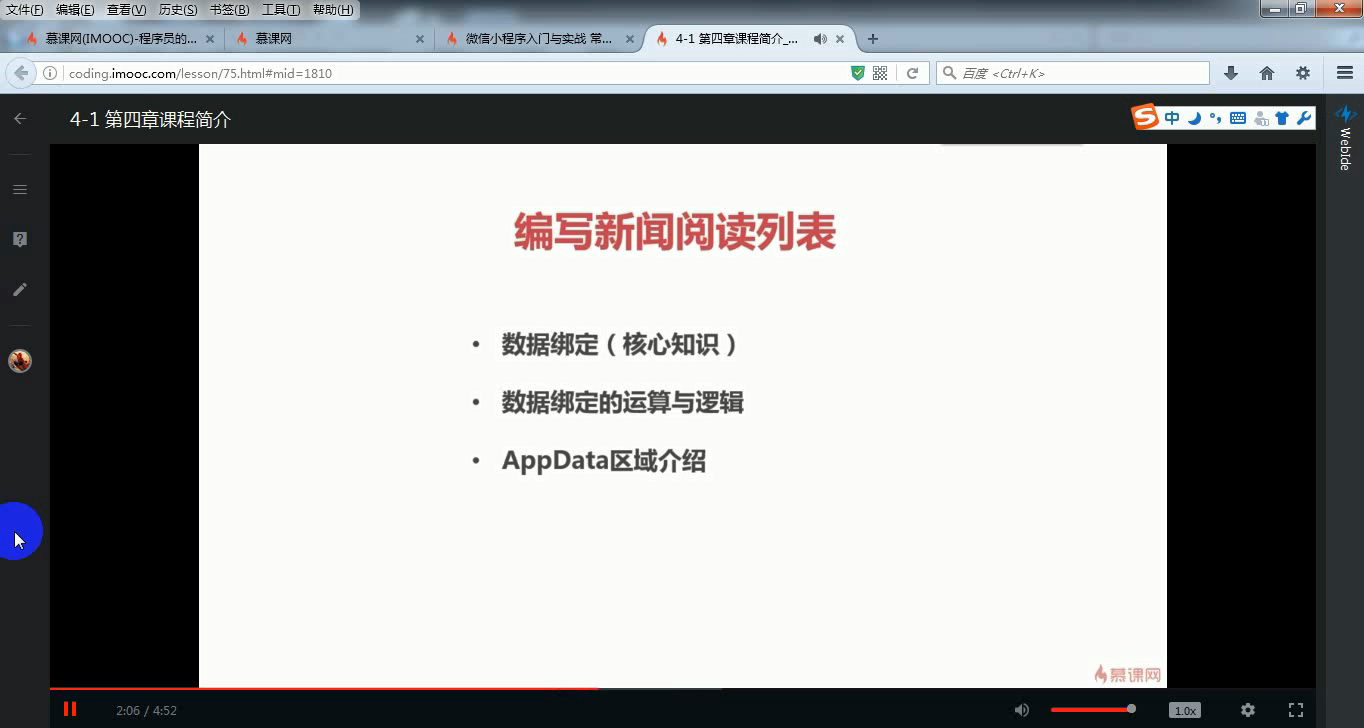 文件(F) 编辑(E) 查看(V) 历史(S) 书签(B) 工具(T) 帮助(H)
慕课网(IMOOC)-程序员的... 慕课网 微信小程序入门与实战 常... 4-1 第四章课程简介_...
coding.imooc.com/lesson/75.html#mid=1810 百度 <Ctrl+K>
4-1 第四章课程简介
中
WebIde
编写新闻阅读列表
• 数据绑定（核心知识）
• 数据绑定的运算与逻辑
• AppData区域介绍
慕课网
2:06 / 4:52 1.0x